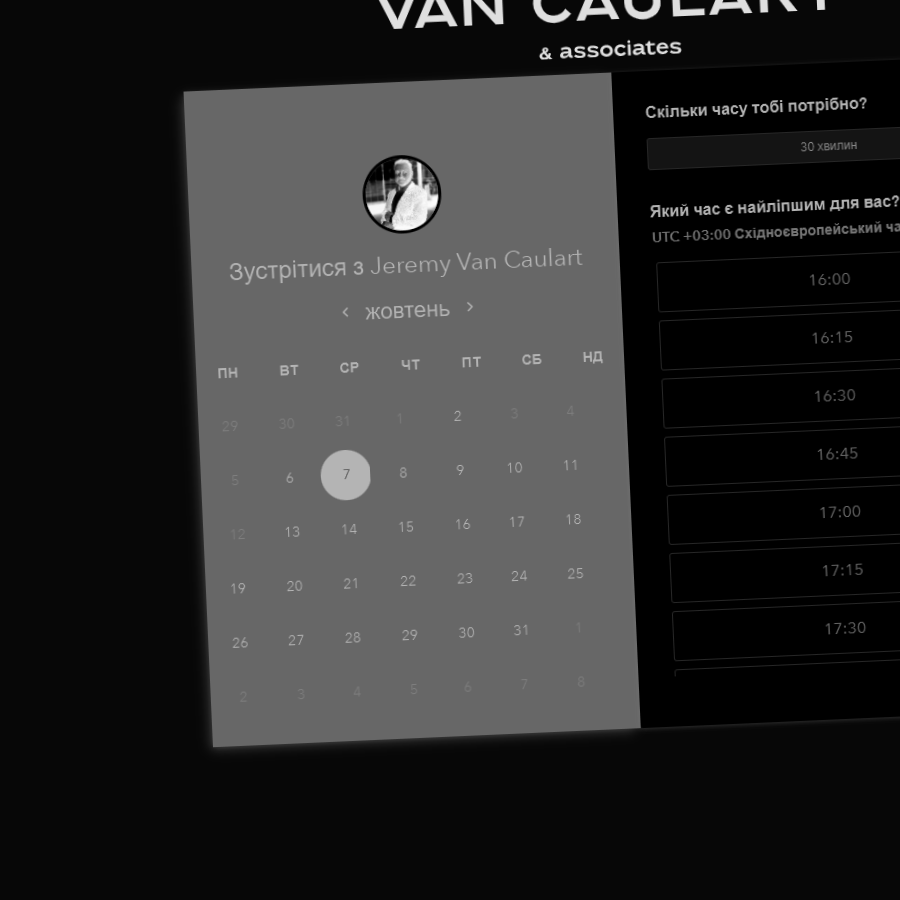 VAN CAULART
& associates
Зустрітися з Jeremy Van Caulart
‹ жовтень ›
ПН ВТ СР ЧТ ПТ СБ НД
29 30 31 1 2 3 4
5 6 7 8 9 10 11
12 13 14 15 16 17 18
19 20 21 22 23 24 25
26 27 28 29 30 31 1
2 3 4 5 6 7 8
Скільки часу тобі потрібно?
30 хвилин
Який час є найліпшим для вас?
UTC +03:00 Східноєвропейський ча
16:00
16:15
16:30
16:45
17:00
17:15
17:30